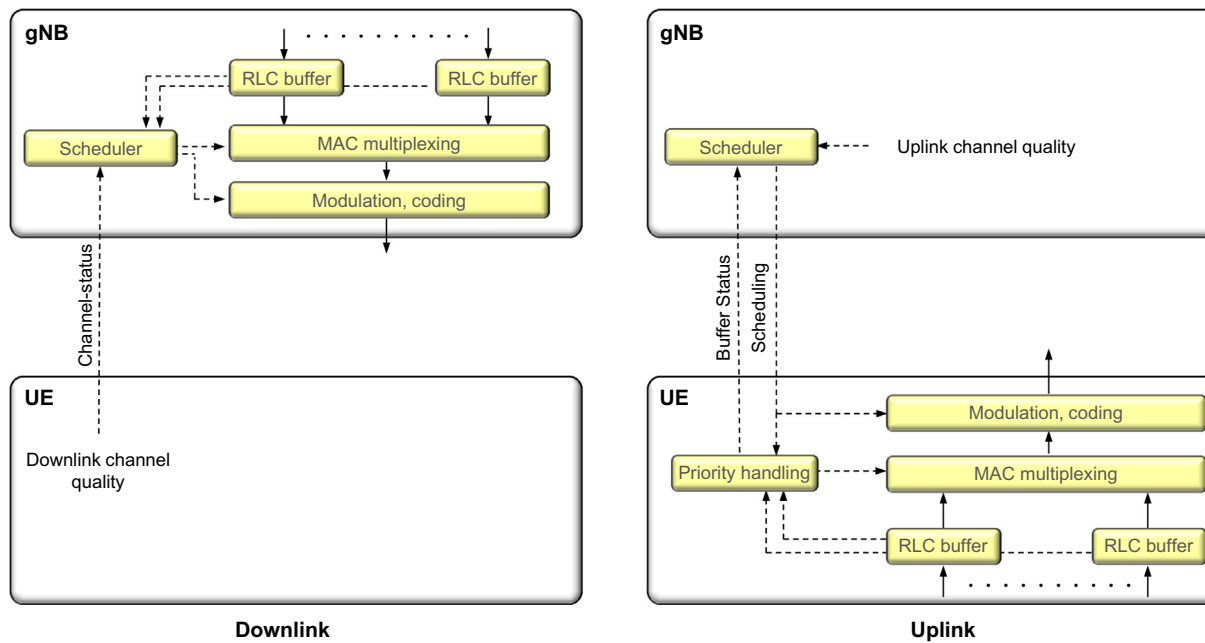 gNB
RLC buffer
RLC buffer
Scheduler
MAC multiplexing
Modulation, coding
Channel-status
UE
Downlink channel
quality
Downlink
gNB
Scheduler
Uplink channel quality
Buffer Status
Scheduling
UE
Modulation, coding
Priority handling
MAC multiplexing
RLC buffer
RLC buffer
Uplink